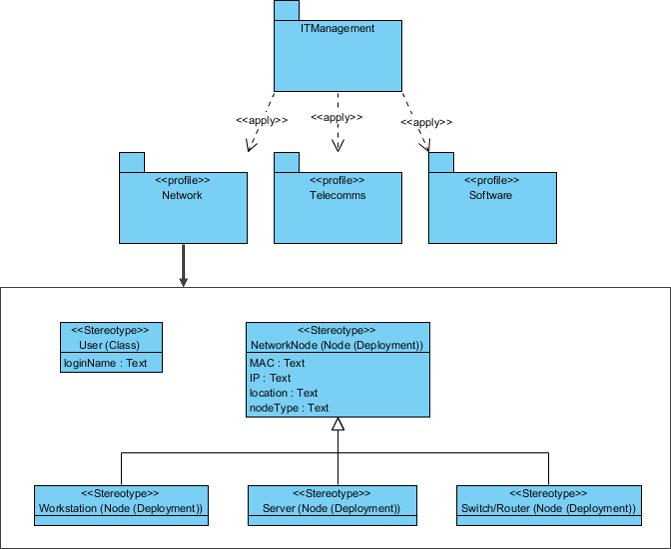 ITManagement
<<apply>>
<<apply>>
<<apply>>
<<profile>>
Network
<<profile>>
Telecomms
<<profile>>
Software
<<Stereotype>>
User (Class)
loginName : Text
<<Stereotype>>
NetworkNode (Node (Deployment))
MAC : Text
IP : Text
location : Text
nodeType : Text
<<Stereotype>>
Workstation (Node (Deployment))
<<Stereotype>>
Server (Node (Deployment))
<<Stereotype>>
Switch/Router (Node (Deployment))